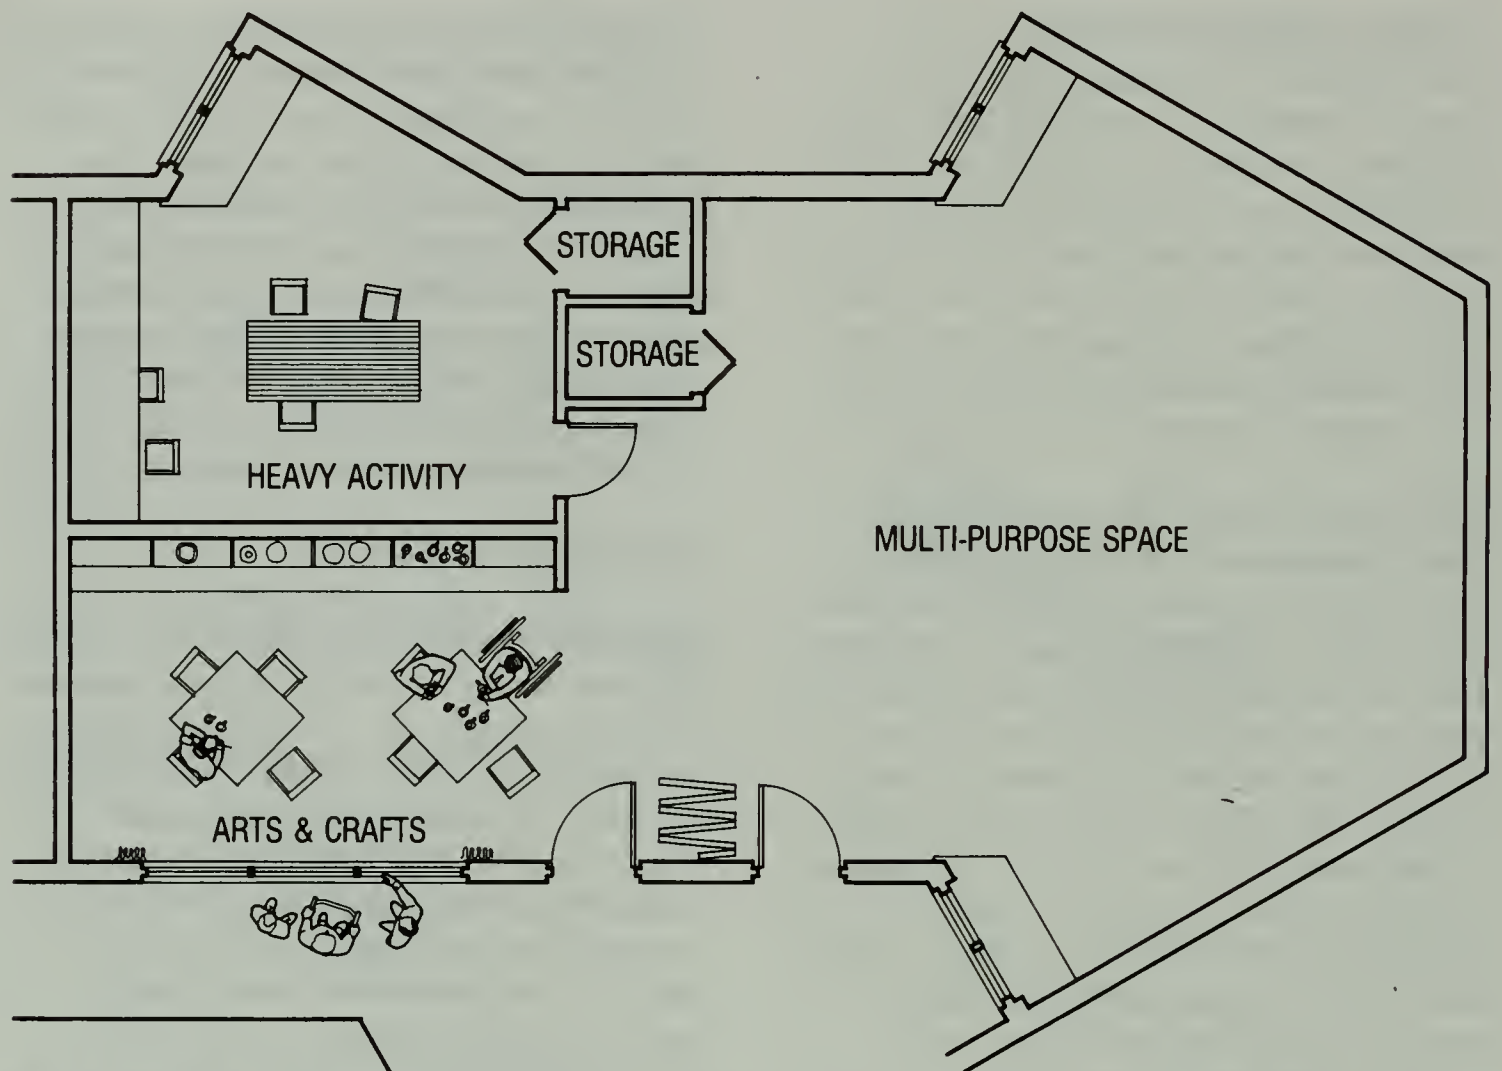 STORAGE
STORAGE
HEAVY ACTIVITY
MULTI-PURPOSE SPACE
ARTS & CRAFTS